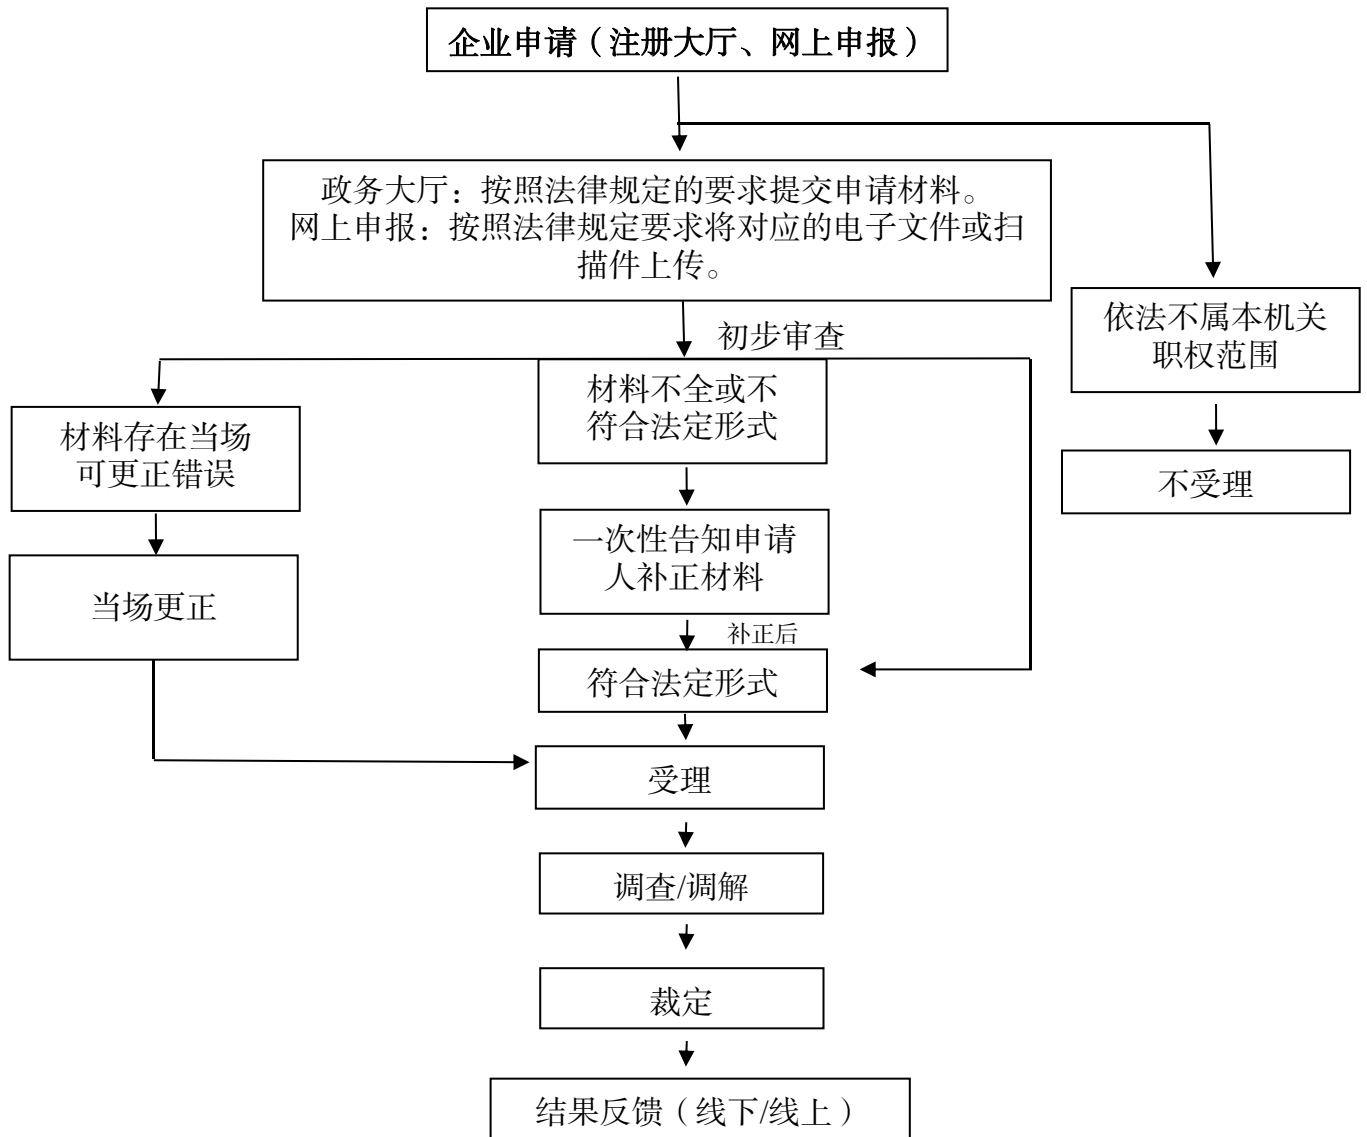 企业申请（注册大厅、网上申报）
政务大厅：按照法律规定的要求提交申请材料。
网上申报：按照法律规定要求将对应的电子文件或扫
描件上传。
依法不属本机关
职权范围
不受理
初步审查
材料存在当场
可更正错误
当场更正
材料不全或不
符合法定形式
一次性告知申请
人补正材料
补正后
符合法定形式
受理
调查/调解
裁定
结果反馈（线下/线上）